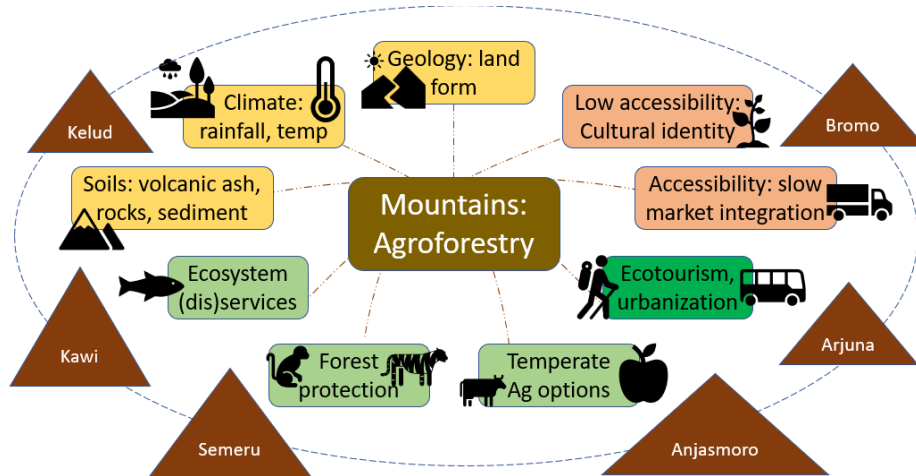 Geology: land
form
Climate:
rainfall, temp
Low accessibility:
Cultural identity
Kelud
Bromo
Soils: volcanic ash,
rocks, sediment
Mountains:
Agroforestry
Accessibility: slow
market integration
Ecosystem
(dis)services
Ecotourism,
urbanization
Kawi
Arjuna
Forest
protection
Temperate
Ag options
Semeru
Anjasmoro